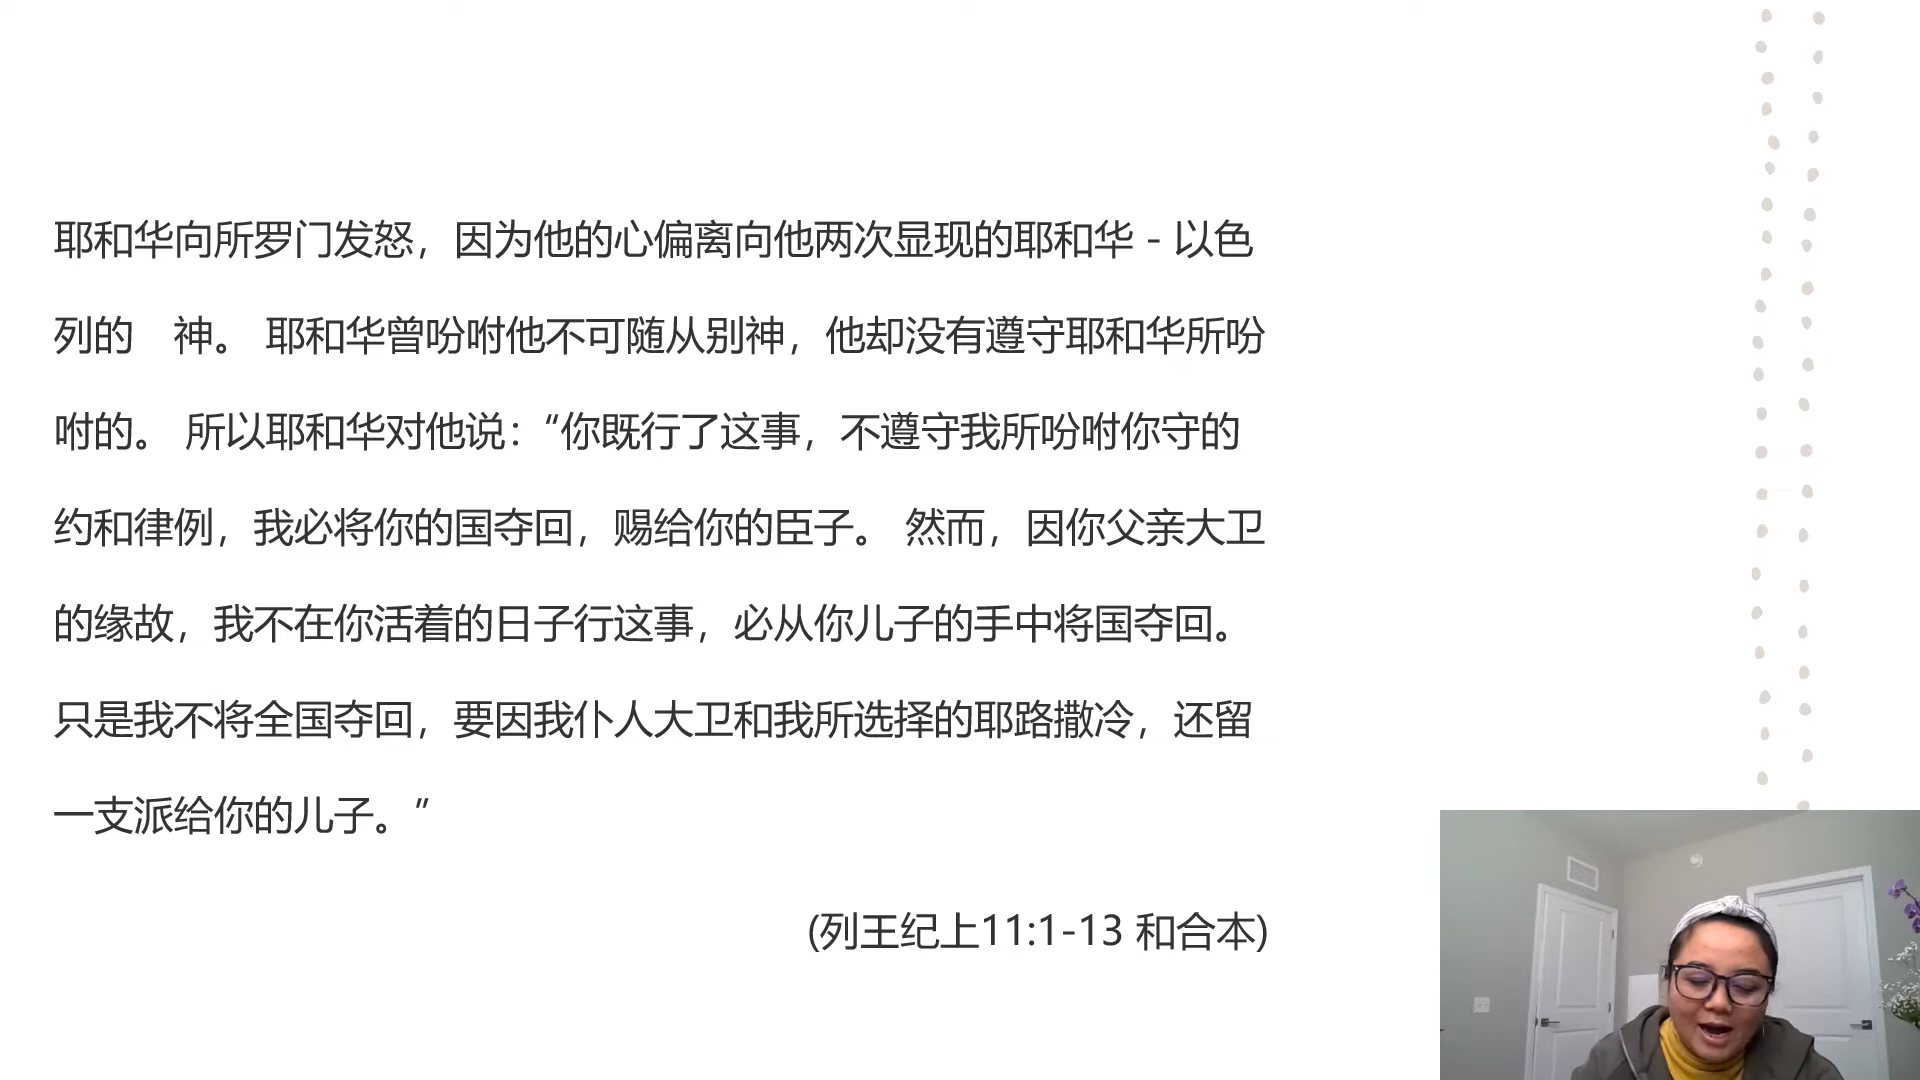 耶和华向所罗门发怒，因为他的心偏离向他两次显现的耶和华 - 以色
列的　神。 耶和华曾吩咐他不可随从别神，他却没有遵守耶和华所吩
咐的。 所以耶和华对他说：“你既行了这事，不遵守我所吩咐你守的
约和律例，我必将你的国夺回，赐给你的臣子。 然而，因你父亲大卫
的缘故，我不在你活着的日子行这事，必从你儿子的手中将国夺回。
只是我不将全国夺回，要因我仆人大卫和我所选择的耶路撒冷，还留
一支派给你的儿子。”
(列王纪上11:1-13 和合本)